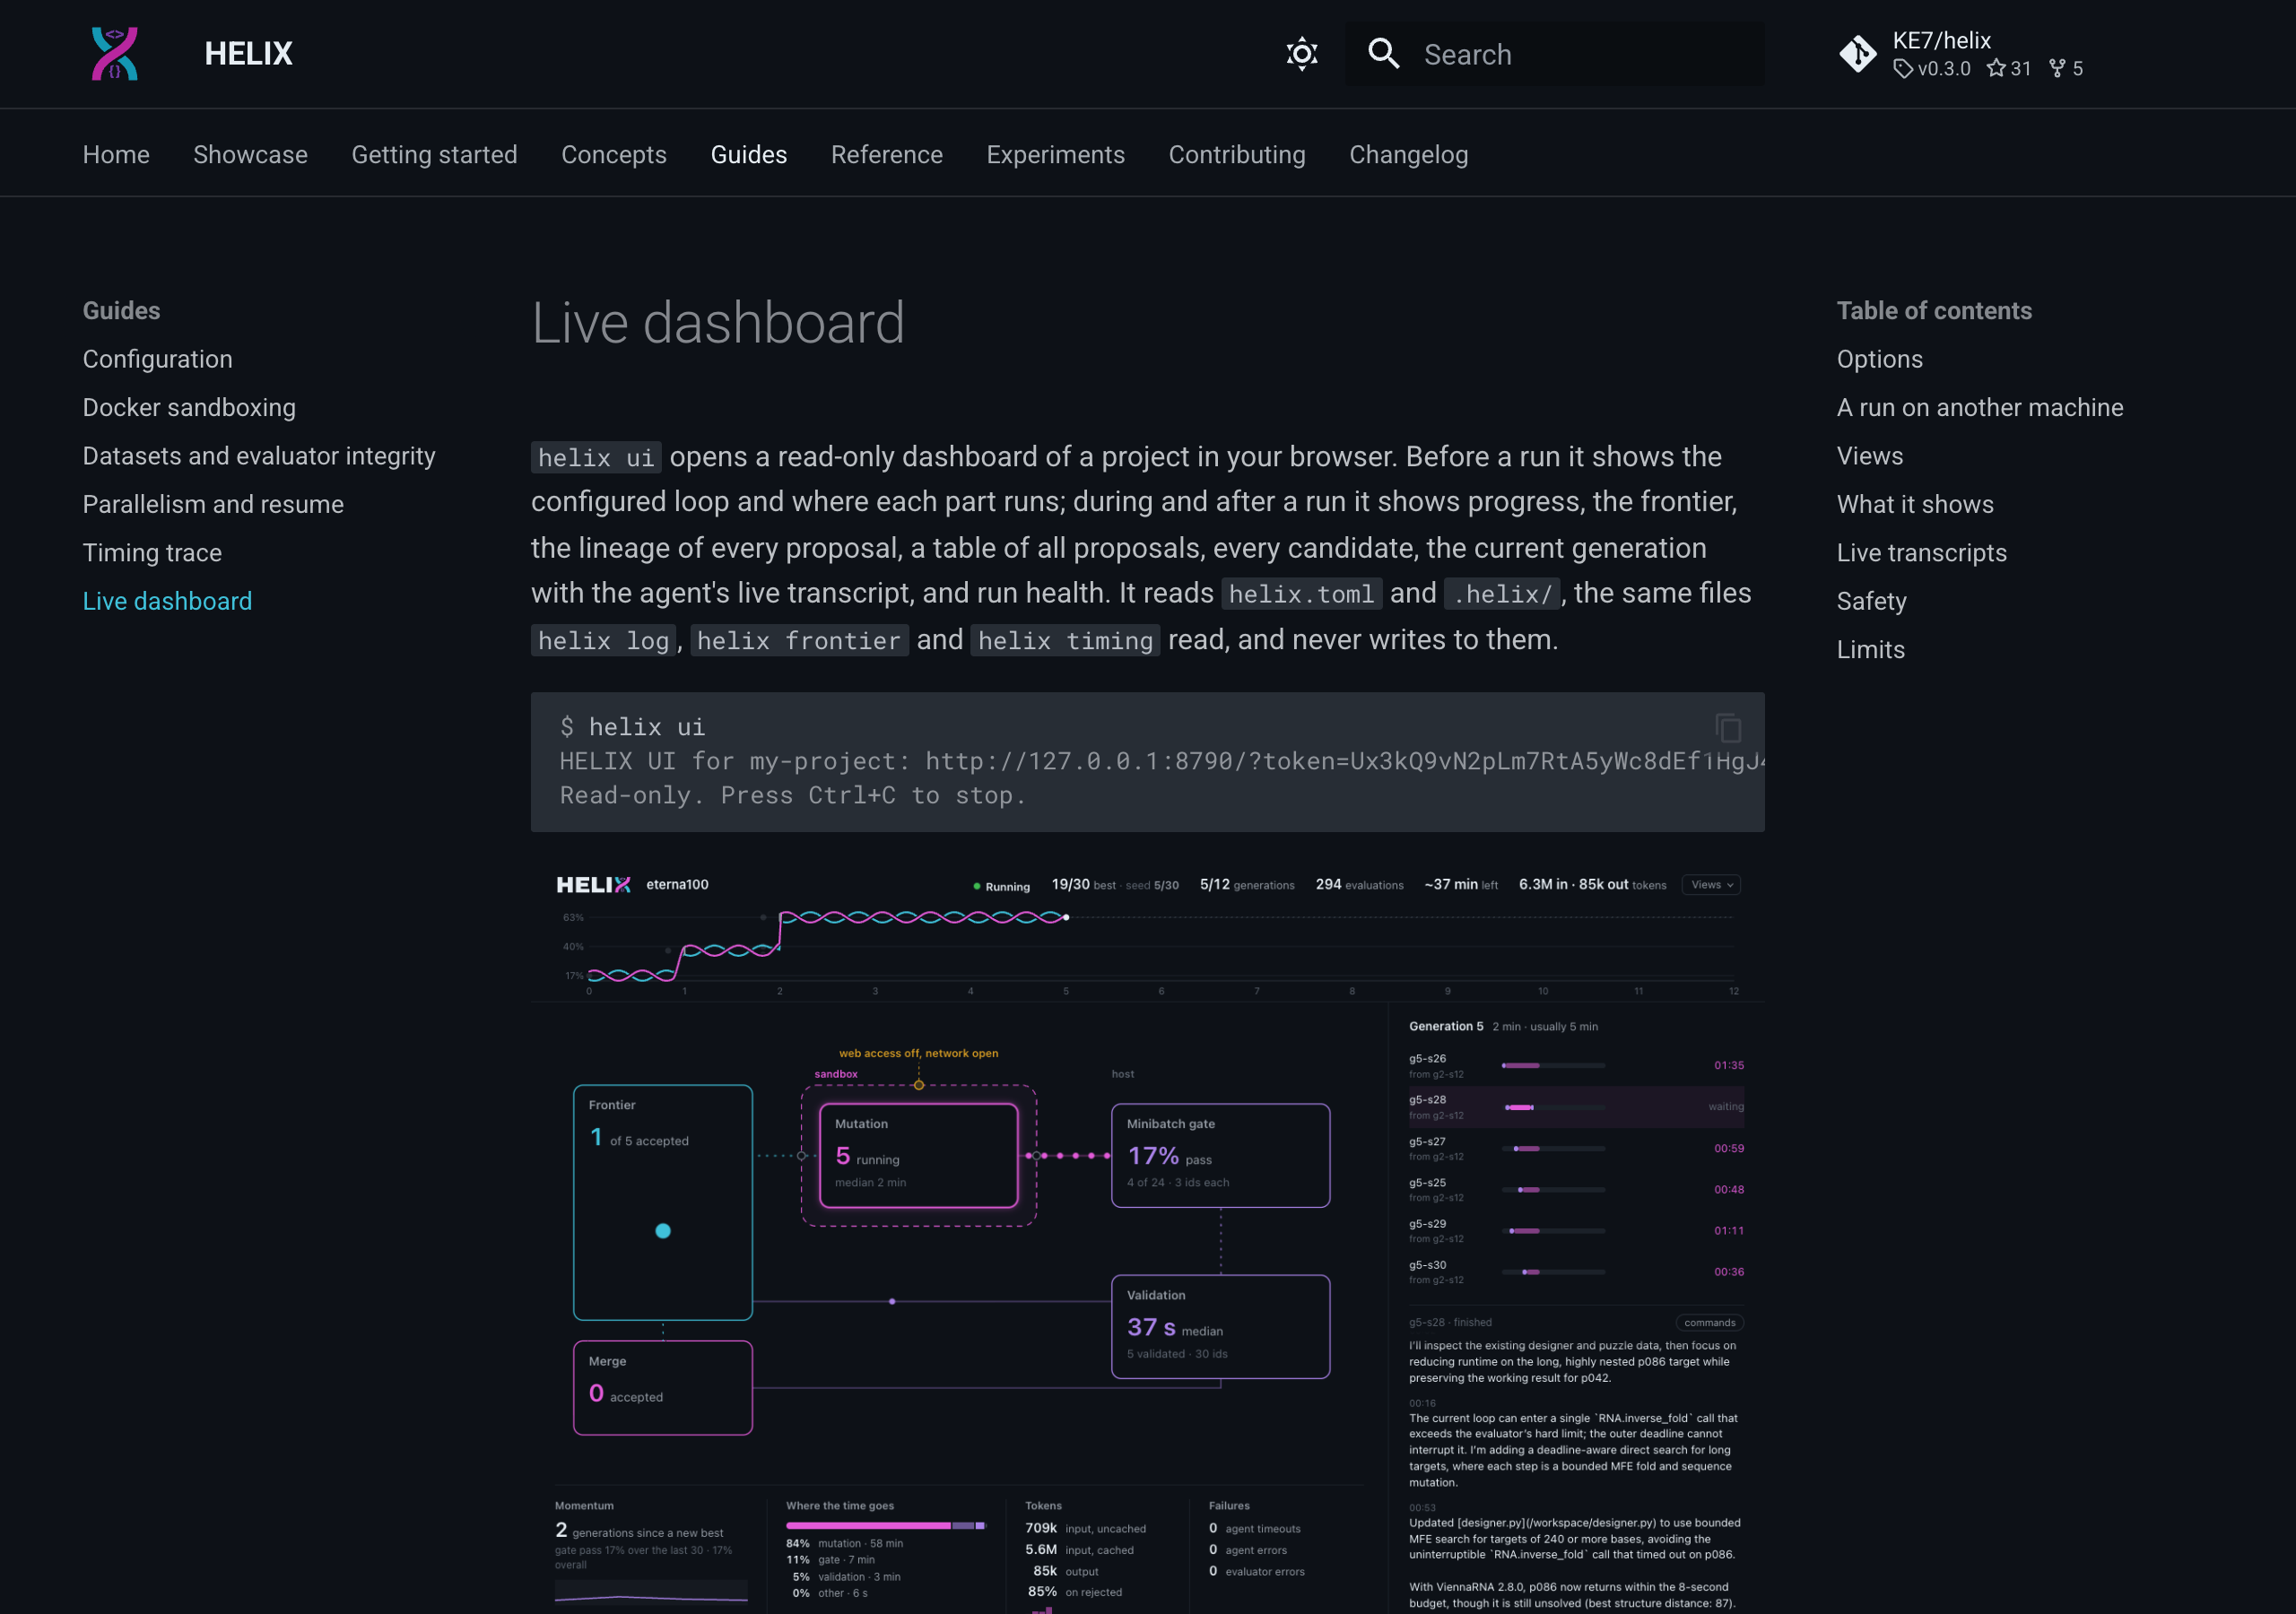 <> {}
HELIX
Search
KE7/helix
v0.3.0 31 5
Home Showcase Getting started Concepts Guides Reference Experiments Contributing Changelog
Guides
Configuration
Docker sandboxing
Datasets and evaluator integrity
Parallelism and resume
Timing trace
Live dashboard
Live dashboard
helix ui opens a read-only dashboard of a project in your browser. Before a run it shows the
configured loop and where each part runs; during and after a run it shows progress, the frontier,
the lineage of every proposal, a table of all proposals, every candidate, the current generation
with the agent's live transcript, and run health. It reads helix.toml and .helix/, the same files
helix log, helix frontier and helix timing read, and never writes to them.
$ helix ui
HELIX UI for my-project: http://127.0.0.1:8790/?token=Ux3kQ9vN2pLm7RtA5yWc8dEf1HgJ4
Read-only. Press Ctrl+C to stop.
Table of contents
Options
A run on another machine
Views
What it shows
Live transcripts
Safety
Limits
HELIX eterna100
Running 19/30 best · seed 5/30 5/12 generations 294 evaluations ~37 min left 6.3M in · 85k out tokens Views
63%
40%
17%
0 1 2 3 4 5 6 7 8 9 10 11 12
web access off, network open
sandbox
host
Frontier
1 of 5 accepted
Mutation
5 running
median 2 min
Minibatch gate
17% pass
4 of 24 · 3 ids each
Validation
37 s median
5 validated · 30 ids
Merge
0 accepted
Generation 5 2 min · usually 5 min
g5-s26 01:35
from g2-s12
g5-s28 waiting
from g2-s12
g5-s27 00:59
from g2-s12
g5-s25 00:48
from g2-s12
g5-s29 01:11
from g2-s12
g5-s30 00:36
from g2-s12
g5-s28 · finished commands
I'll inspect the existing designer and puzzle data, then focus on
reducing runtime on the long, highly nested p086 target while
preserving the working result for p042.
00:16
The current loop can enter a single `RNA.inverse_fold` call that
exceeds the evaluator's hard limit; the outer deadline cannot
interrupt it. I'm adding a deadline-aware direct search for long
targets, where each step is a bounded MFE fold and sequence
mutation.
00:53
Updated [designer.py](/workspace/designer.py) to use bounded
MFE search for targets of 240 or more bases, avoiding the
uninterruptible `RNA.inverse_fold` call that timed out on p086.
With ViennaRNA 2.8.0, p086 now returns within the 8-second
budget, though it is still unsolved (best structure distance: 87).
Momentum
2 generations since a new best
gate pass 17% over the last 30 · 17%
overall
Where the time goes
84% mutation · 58 min
11% gate · 7 min
5% validation · 3 min
0% other · 6 s
Tokens
709k input, uncached
5.6M input, cached
85k output
85% on rejected
Failures
0 agent timeouts
0 agent errors
0 evaluator errors